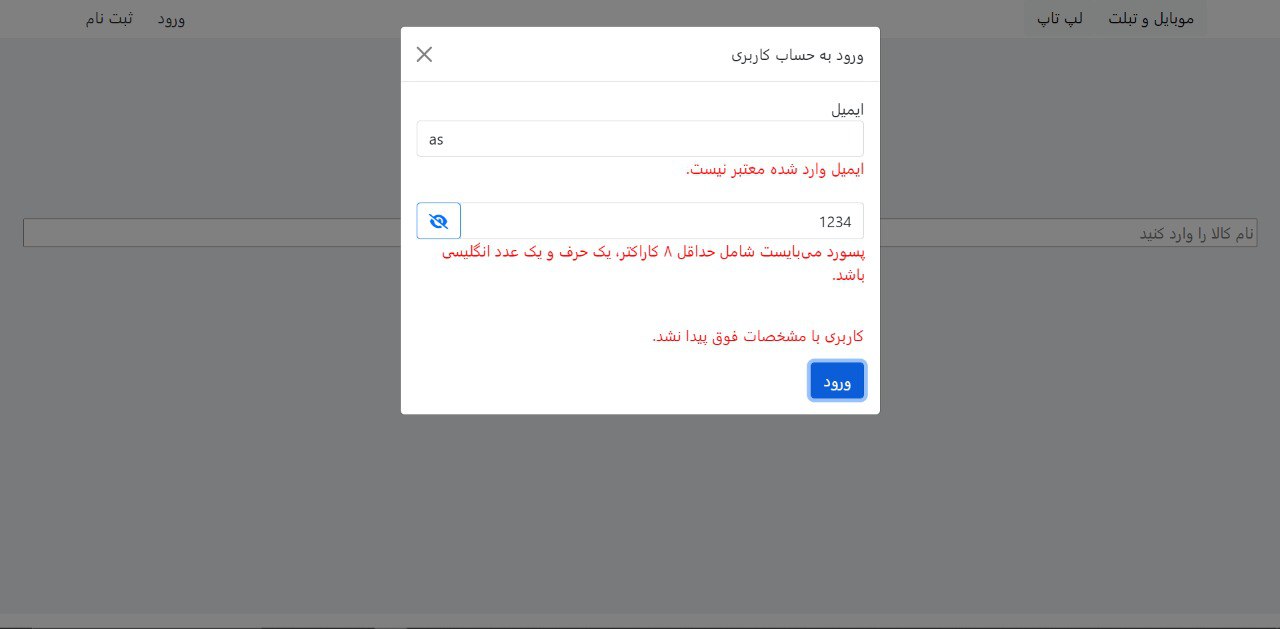 موبایل و تبلت
لپ تاپ
ورود
ثبت نام
ورود به حساب کاربری
ایمیل
as
ایمیل وارد شده معتبر نیست.
1234
پسورد می‌بایست شامل حداقل ۸ کاراکتر، یک حرف و یک عدد انگلیسی
باشد.
کاربری با مشخصات فوق پیدا نشد.
ورود
نام کالا را وارد کنید